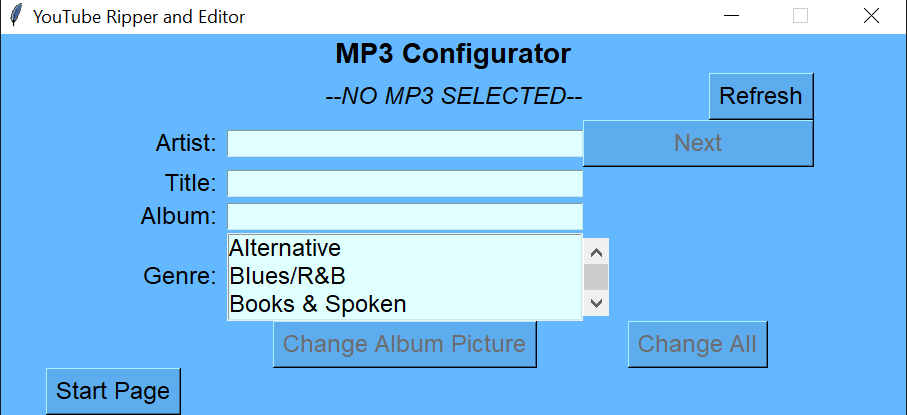 YouTube Ripper and Editor
MP3 Configurator
--NO MP3 SELECTED--
Refresh
Artist:
Next
Title:
Album:
Genre:
Alternative
Blues/R&B
Books & Spoken
Change Album Picture
Change All
Start Page